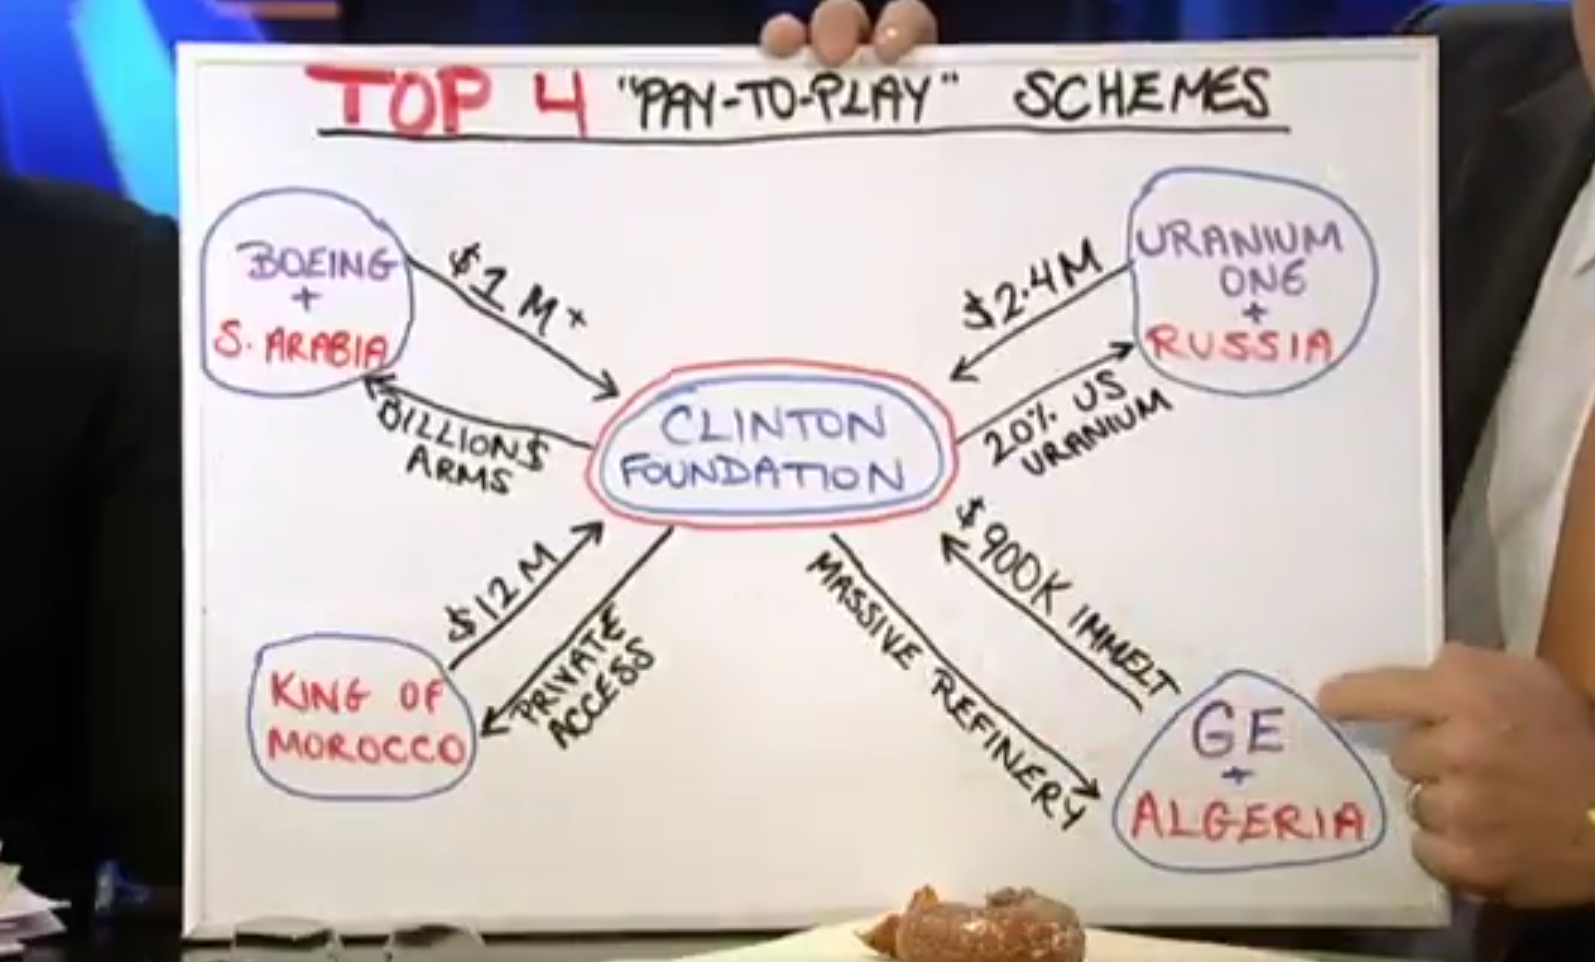 TOP 4 "PAY-TO-PLAY" SCHEMES
BOEING
+
S. ARABIA
$1 M+
BILLION$
ARMS
URANIUM
ONE
+
RUSSIA
$2.4M
20% US
URANIUM
CLINTON
FOUNDATION
KING OF
MOROCCO
$12 M
PRIVATE
ACCESS
$900K IMMELT
MASSIVE REFINERY
GE
+
ALGERIA